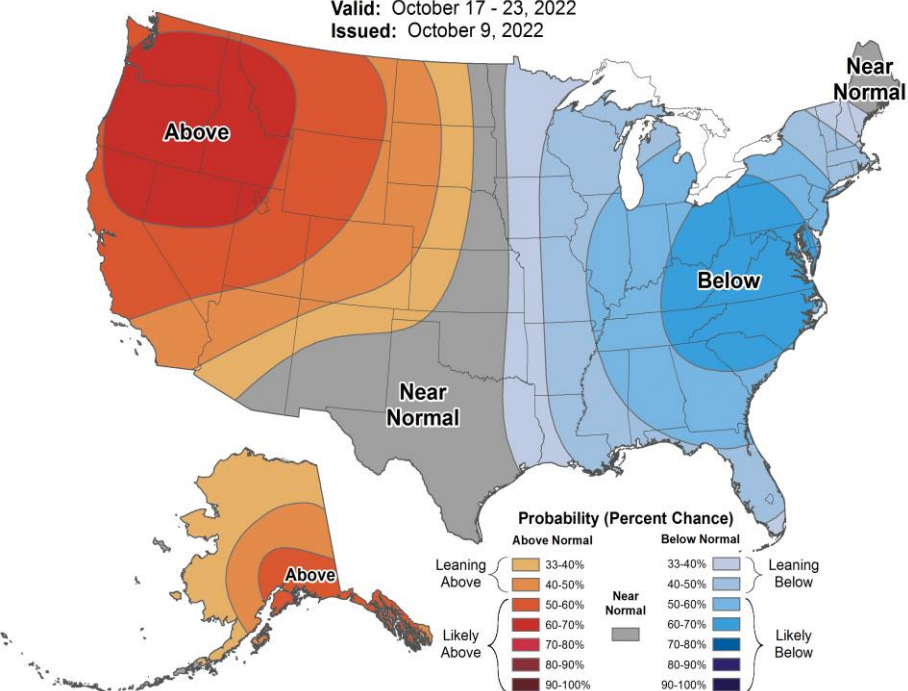 Valid: October 17 - 23, 2022
Issued: October 9, 2022
Near
Normal
Above
Below
Near
Normal
Above
Probability (Percent Chance)
Above Normal
Below Normal
Leaning
Above
33-40%
40-50%
Likely
Above
50-60%
60-70%
70-80%
80-90%
90-100%
Near
Normal
33-40%
40-50%
Leaning
Below
50-60%
60-70%
70-80%
80-90%
90-100%
Likely
Below